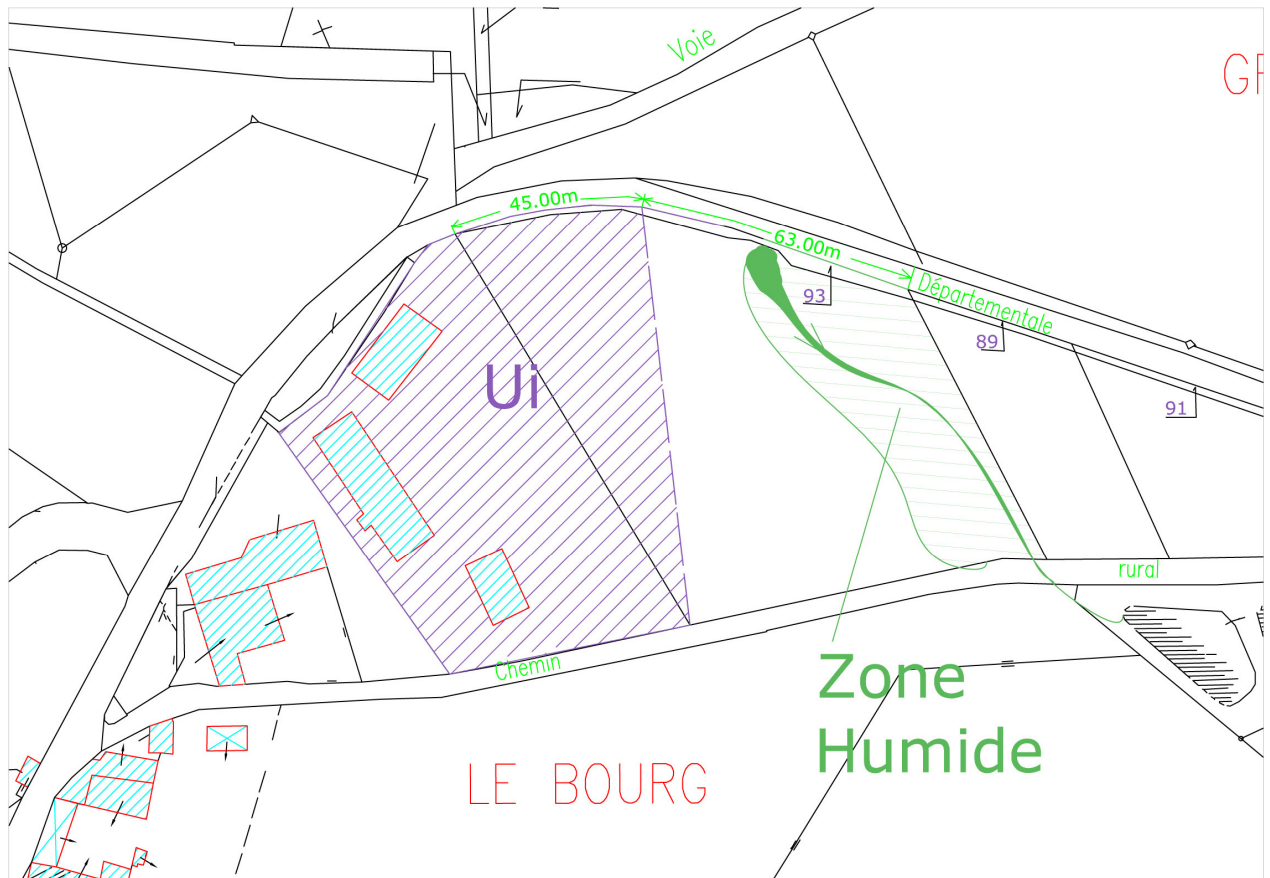 Voie
GR
45.00m
63.00m
Départementale
93
89
91
Ui
rural
Chemin
Zone
Humide
LE BOURG